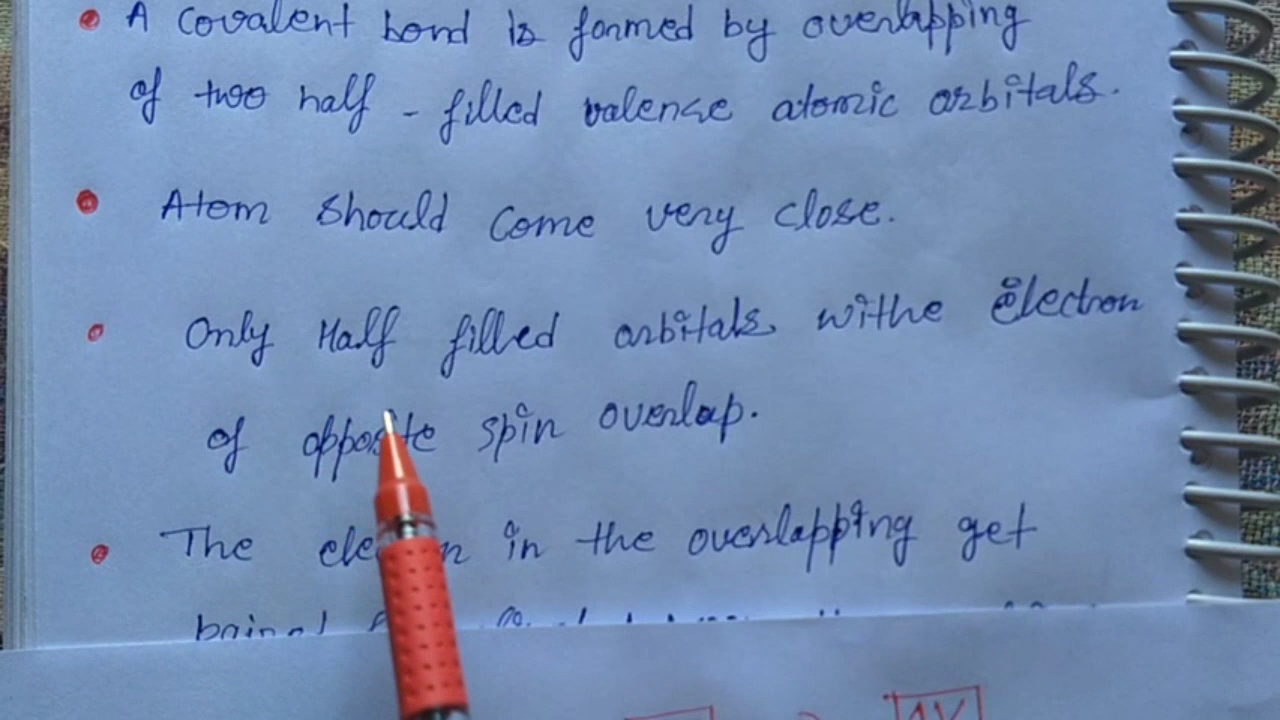 A covalent bond is formed by overlapping
of two half - filled valence atomic orbitals.
Atom should come very close.
Only Half filled orbitals withe electron
of opposite spin overlap.
The in the overlapping get